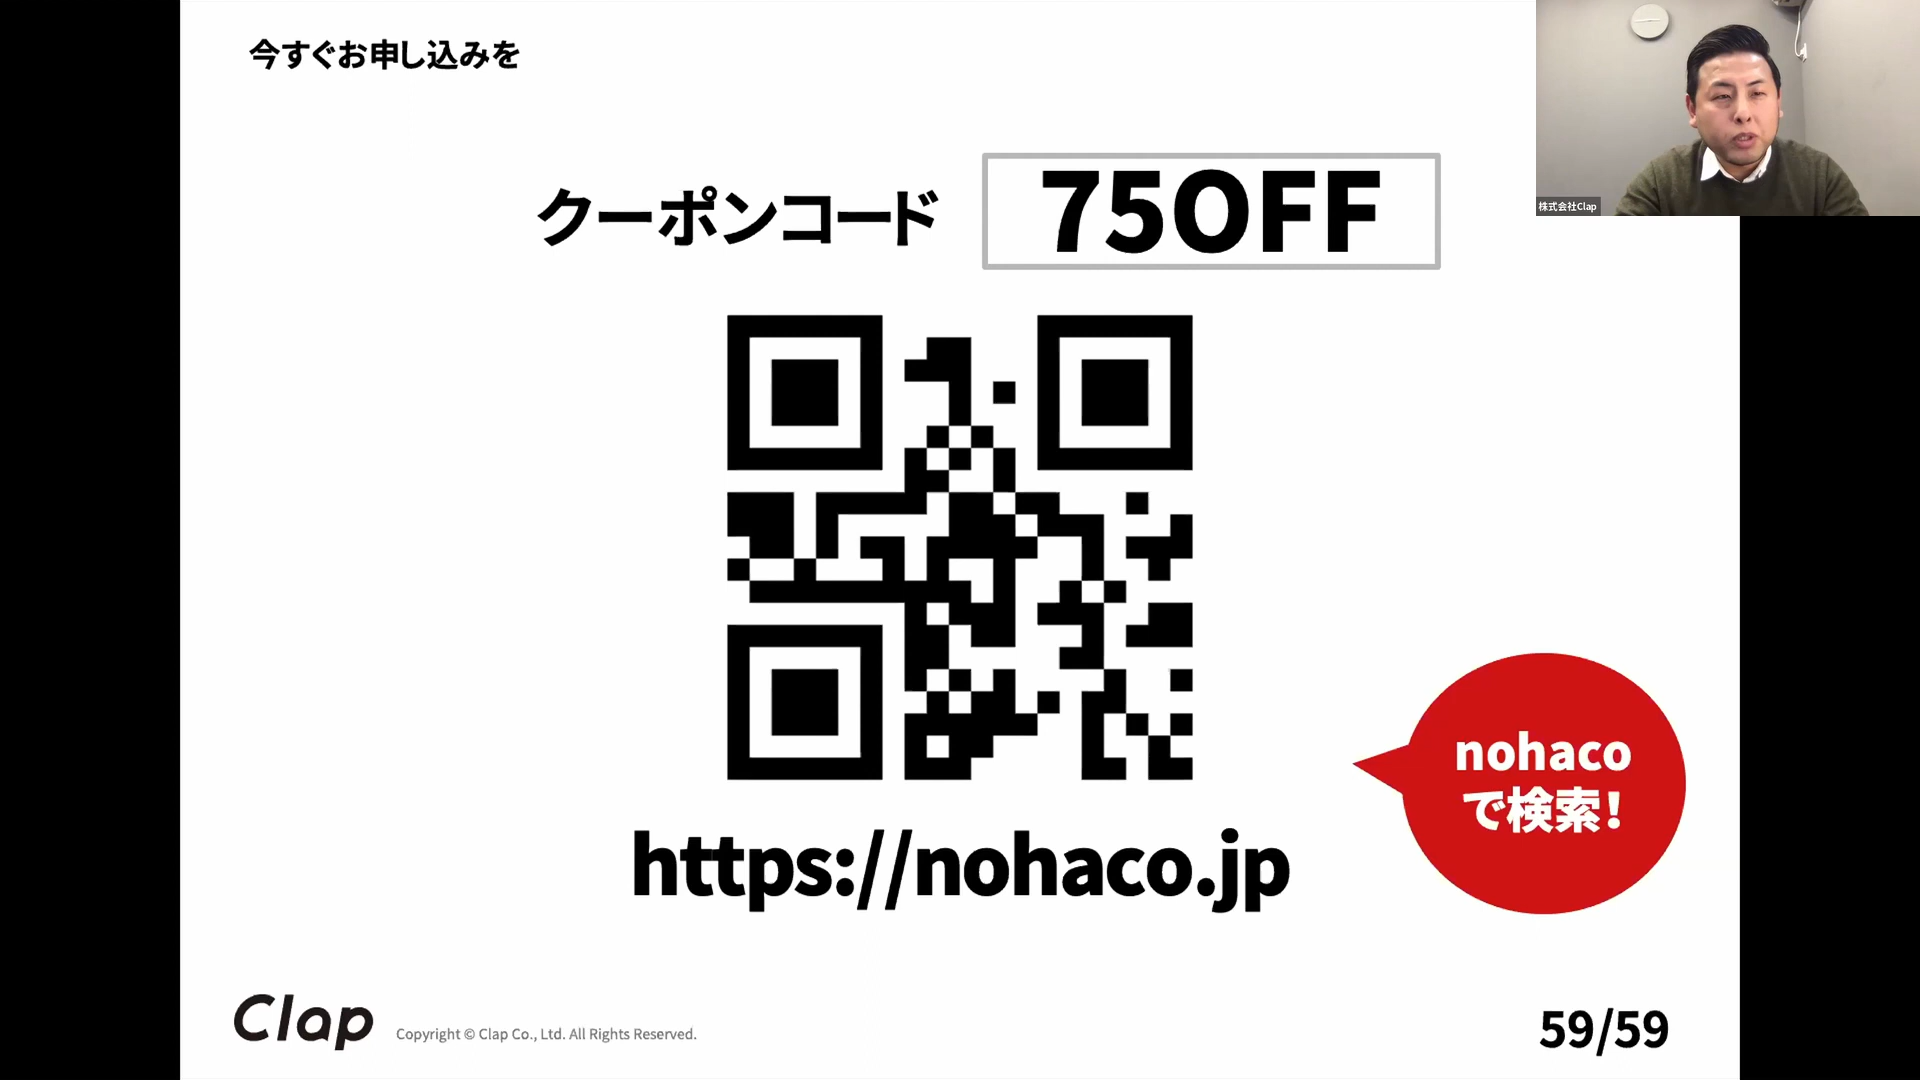 今すぐお申し込みを
株式会社Clap
クーポンコード 75OFF
nohaco
で検索!
https://nohaco.jp
Clap Copyright © Clap Co., Ltd. All Rights Reserved.
59/59